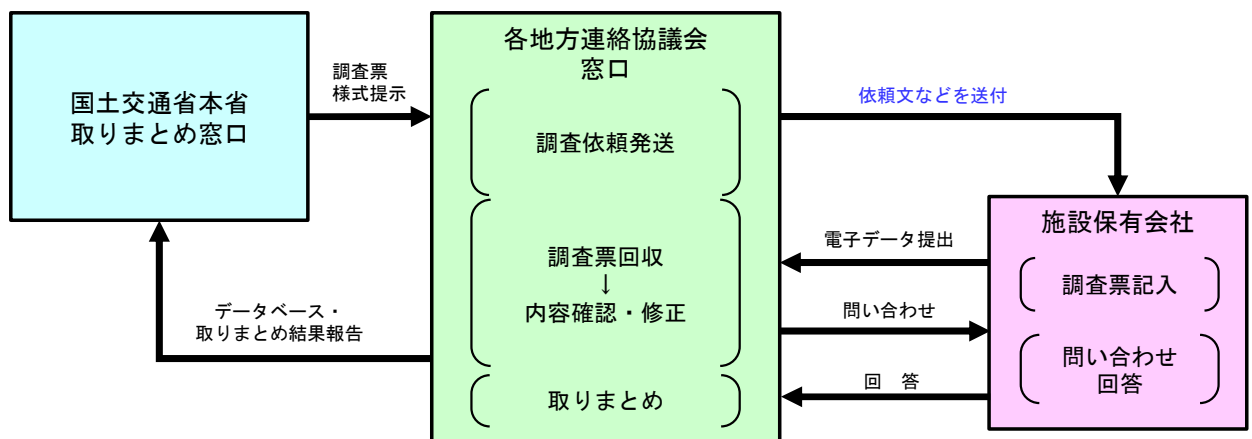 国土交通省本省
取りまとめ窓口
調査票
様式提示
各地方連絡協議会
窓口
調査依頼発送
調査票回収
↓
内容確認・修正
取りまとめ
依頼文などを送付
施設保有会社
調査票記入
問い合わせ
回答
電子データ提出
問い合わせ
回　答
データベース・
取りまとめ結果報告